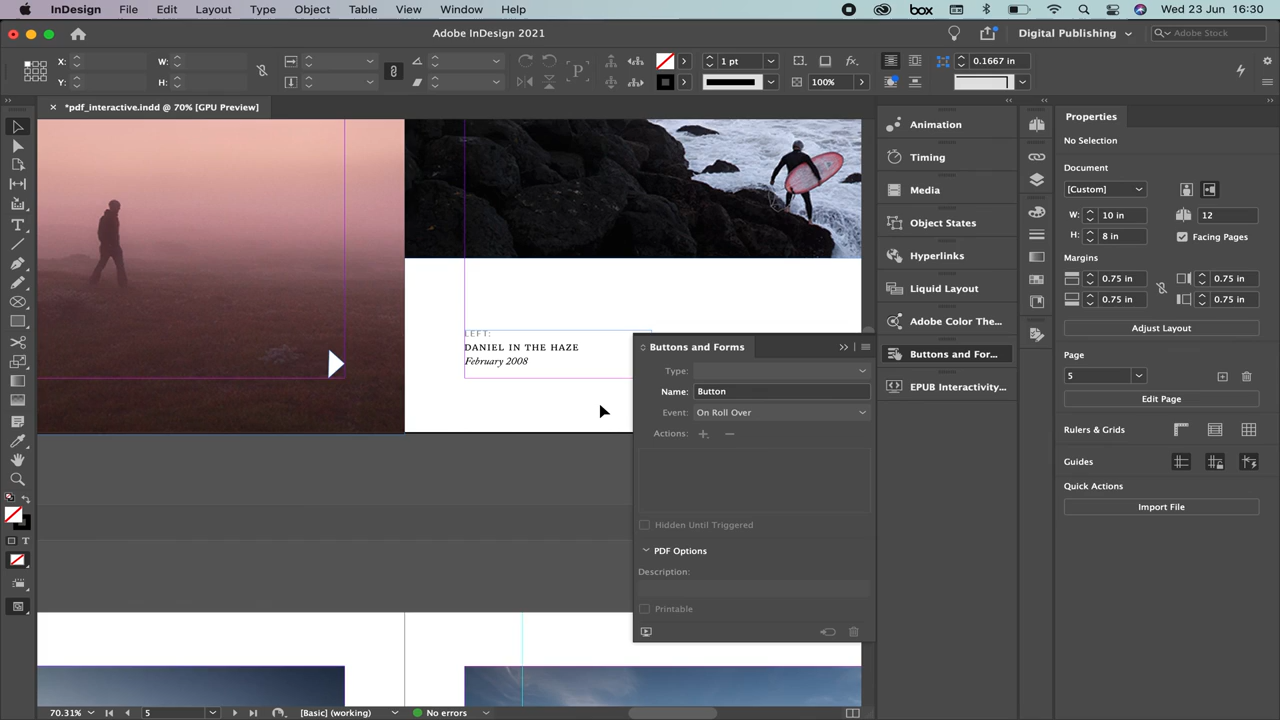 InDesign File Edit Layout Type Object Table View Window Help box Wed 23 Jun 16:30
Adobe InDesign 2021 Digital Publishing Adobe Stock
X: W: 1 pt 0.1667 in
Y: H: 100%
*pdf_interactive.indd @ 70% [GPU Preview]
Animation
Timing
Media
Object States
Hyperlinks
Liquid Layout
Adobe Color The...
Buttons and For...
EPUB Interactivity...
Properties
No Selection
Document
[Custom]
W: 10 in 12
H: 8 in Facing Pages
Margins
0.75 in 0.75 in
0.75 in 0.75 in
Adjust Layout
Page
5
Edit Page
Rulers & Grids
Guides
Quick Actions
Import File
LEFT:
DANIEL IN THE HAZE
February 2008
Buttons and Forms
Type:
Name: Button
Event: On Roll Over
Actions:
Hidden Until Triggered
PDF Options
Description:
Printable
70.31% 5 [Basic] (working) No errors